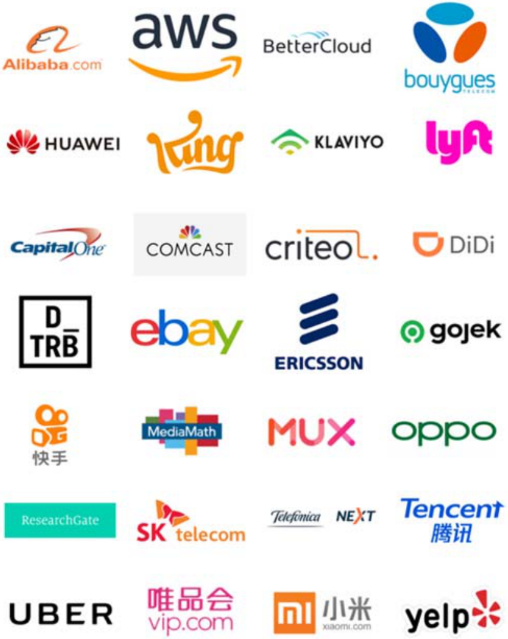 Alibaba.com
aws
BetterCloud
bouygues
TELECOM
HUAWEI
King
KLAVIYO
lyft
CapitalOne
COMCAST
criteo
DiDi
D_
TRB
ebay
ERICSSON
gojek
快手
MediaMath
MUX
oppo
ResearchGate
SK telecom
Telefónica NEXT
Tencent
腾讯
UBER
唯品会
vip.com
mi 小米
xiaomi.com
yelp